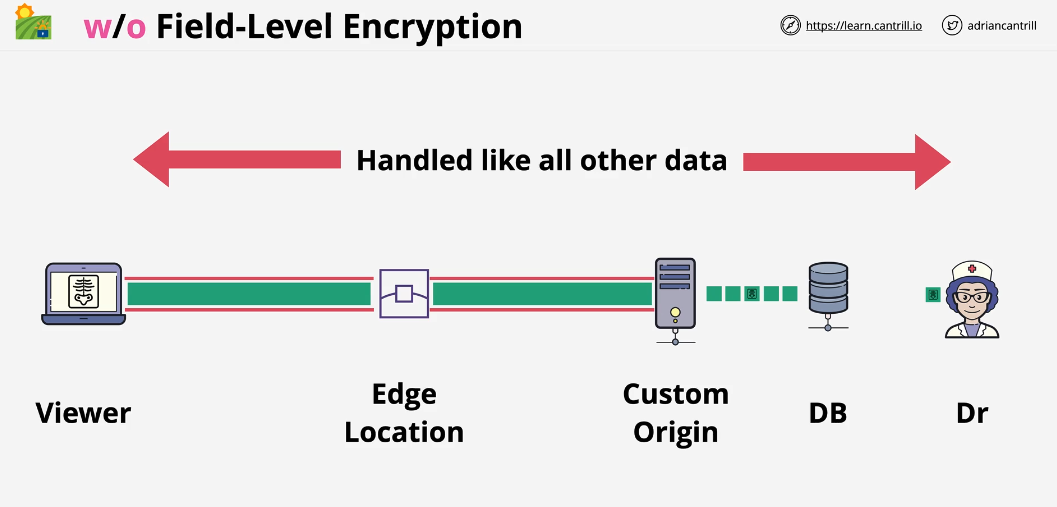 w/o Field-Level Encryption
https://learn.cantrill.io
adriancantrill
Handled like all other data
Viewer
Edge
Location
Custom
Origin
DB
Dr